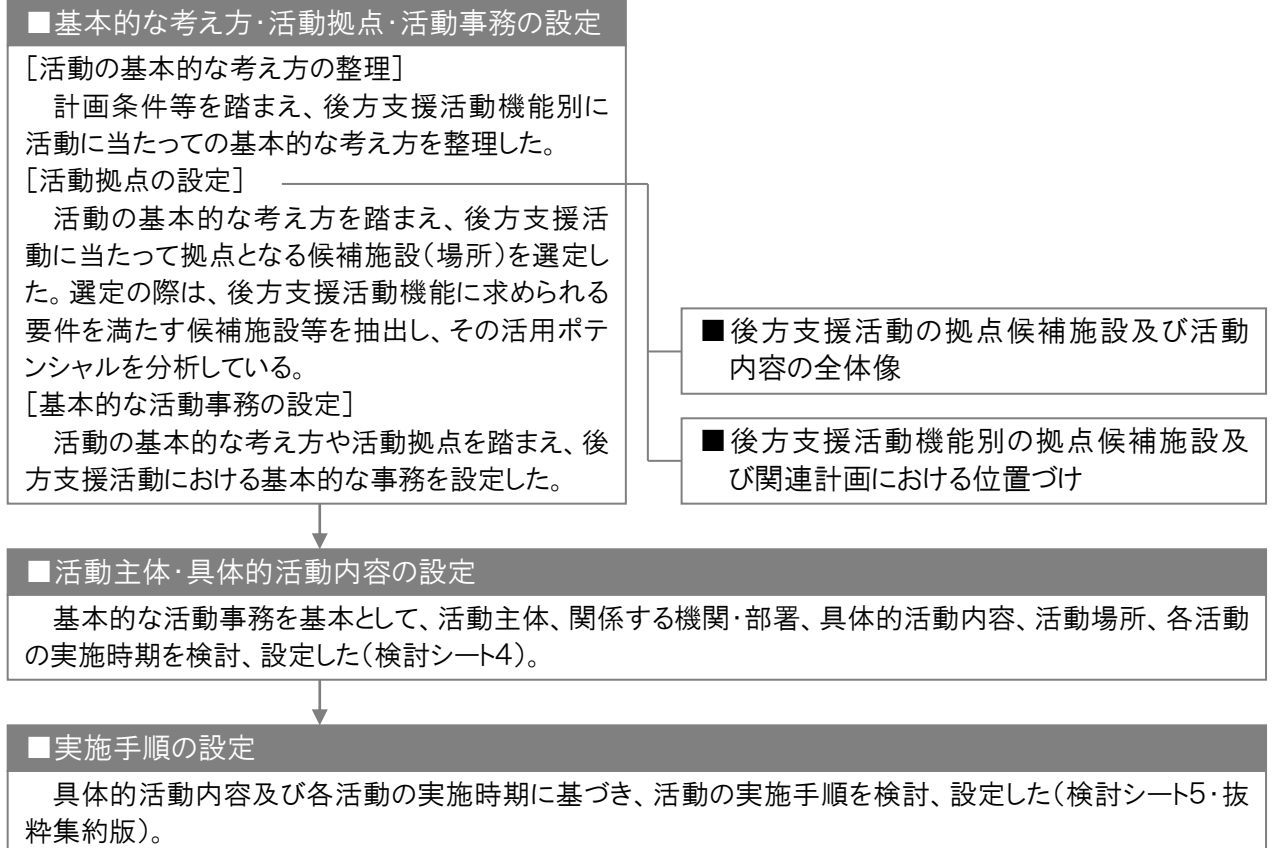 ■基本的な考え方・活動拠点・活動事務の設定
［活動の基本的な考え方の整理］
計画条件等を踏まえ、後方支援活動機能別に
活動に当たっての基本的な考え方を整理した。
［活動拠点の設定］
活動の基本的な考え方を踏まえ、後方支援活
動に当たって拠点となる候補施設（場所）を選定し
た。選定の際は、後方支援活動機能に求められる
要件を満たす候補施設等を抽出し、その活用ポテ
ンシャルを分析している。
［基本的な活動事務の設定］
活動の基本的な考え方や活動拠点を踏まえ、後
方支援活動における基本的な事務を設定した。
■後方支援活動の拠点候補施設及び活動
内容の全体像
■後方支援活動機能別の拠点候補施設及
び関連計画における位置づけ
■活動主体・具体的活動内容の設定
基本的な活動事務を基本として、活動主体、関係する機関・部署、具体的活動内容、活動場所、各活動
の実施時期を検討、設定した（検討シート4）。
■実施手順の設定
具体的活動内容及び各活動の実施時期に基づき、活動の実施手順を検討、設定した（検討シート5・抜
粋集約版）。